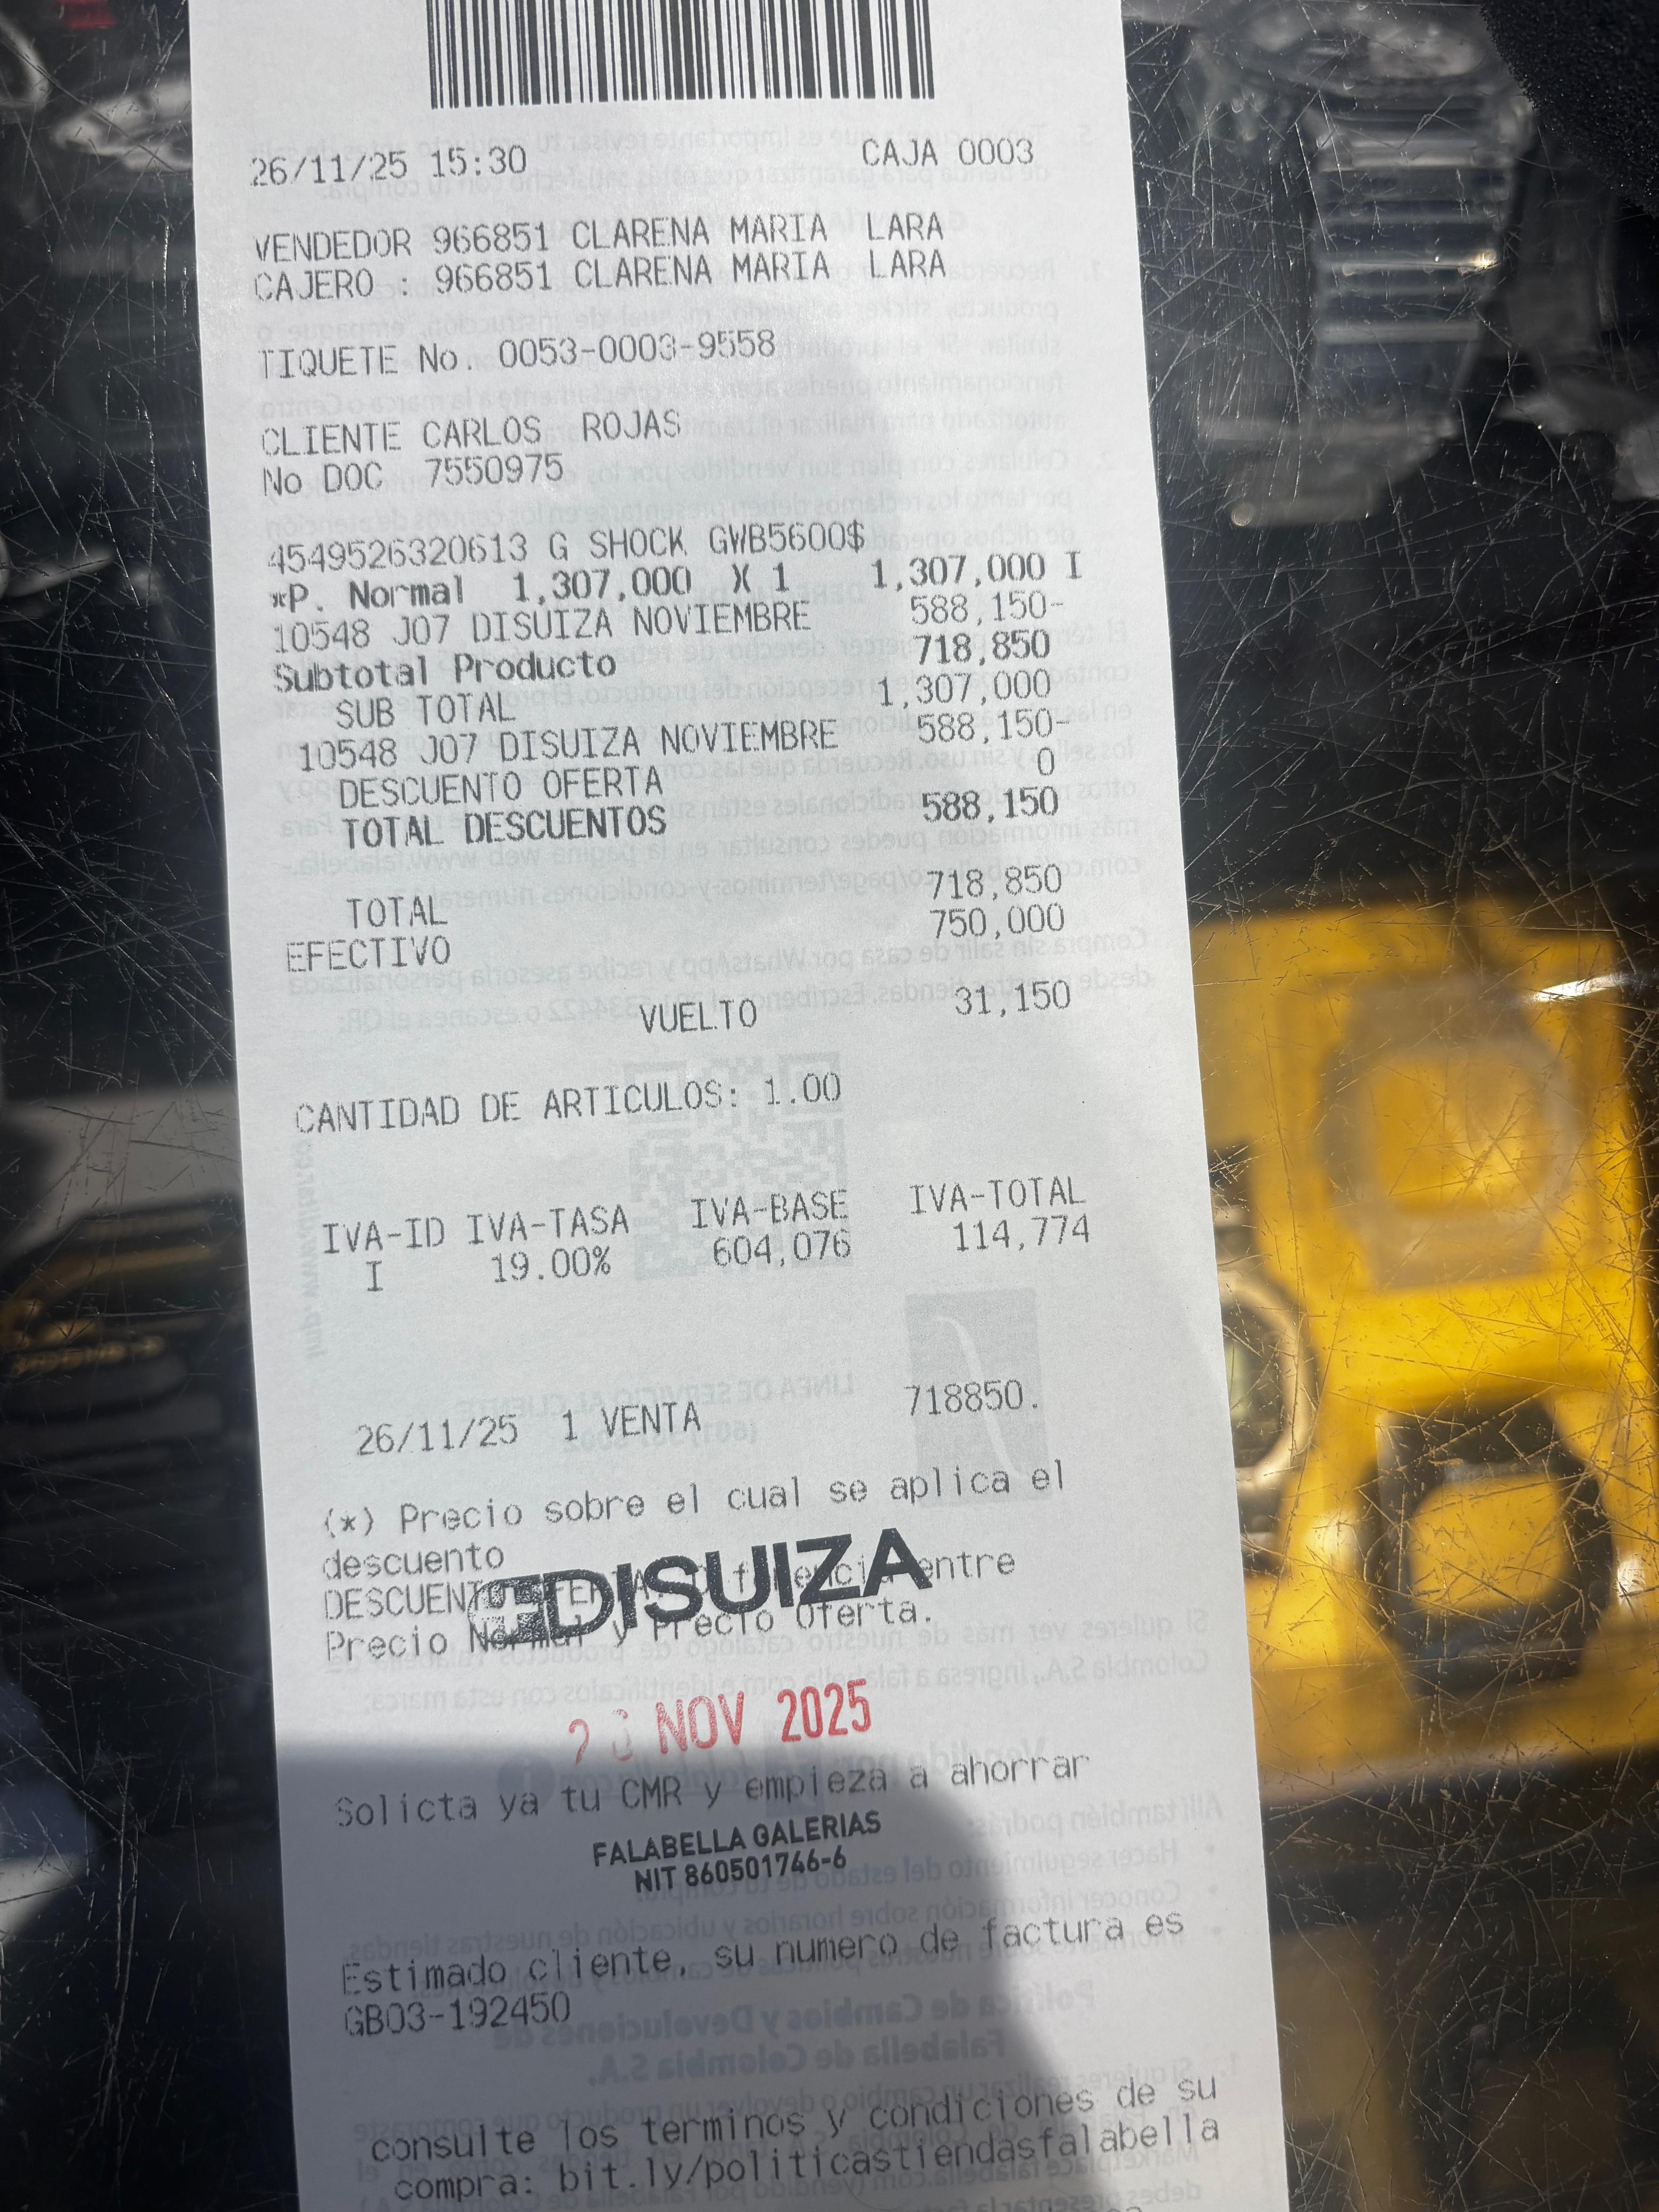 26/11/25 15:30 CAJA 0003
VENDEDOR 966851 CLARENA MARIA LARA
CAJERO : 966851 CLARENA MARIA LARA
TIQUETE No. 0053-0003-9558
CLIENTE CARLOS ROJAS
No DOC 7550975
4549526320613 G SHOCK GWB5600$
*P. Normal 1,307,000 X 1 1,307,000 I
10548 J07 DISUIZA NOVIEMBRE 588,150-
Subtotal Producto 718,850
SUB TOTAL 1,307,000
10548 J07 DISUIZA NOVIEMBRE 588,150-
DESCUENTO OFERTA 0
TOTAL DESCUENTOS 588,150
TOTAL 718,850
EFECTIVO 750,000
VUELTO 31,150
CANTIDAD DE ARTICULOS: 1.00
IVA-ID IVA-TASA IVA-BASE IVA-TOTAL
I 19.00% 604,076 114,774
26/11/25 1 VENTA 718850.
(*) Precio sobre el cual se aplica el
descuento
DISUIZA
entre
Precio Normal y Precio Oferta.
NOV 2025
Solicta ya tu CMR y empieza a ahorrar
FALABELLA GALERIAS
NIT 860501746-6
Estimado cliente, su numero de factura es
GB03-192450
consulte los terminos y condiciones de su
compra: bit.ly/politicastiendasfalabella